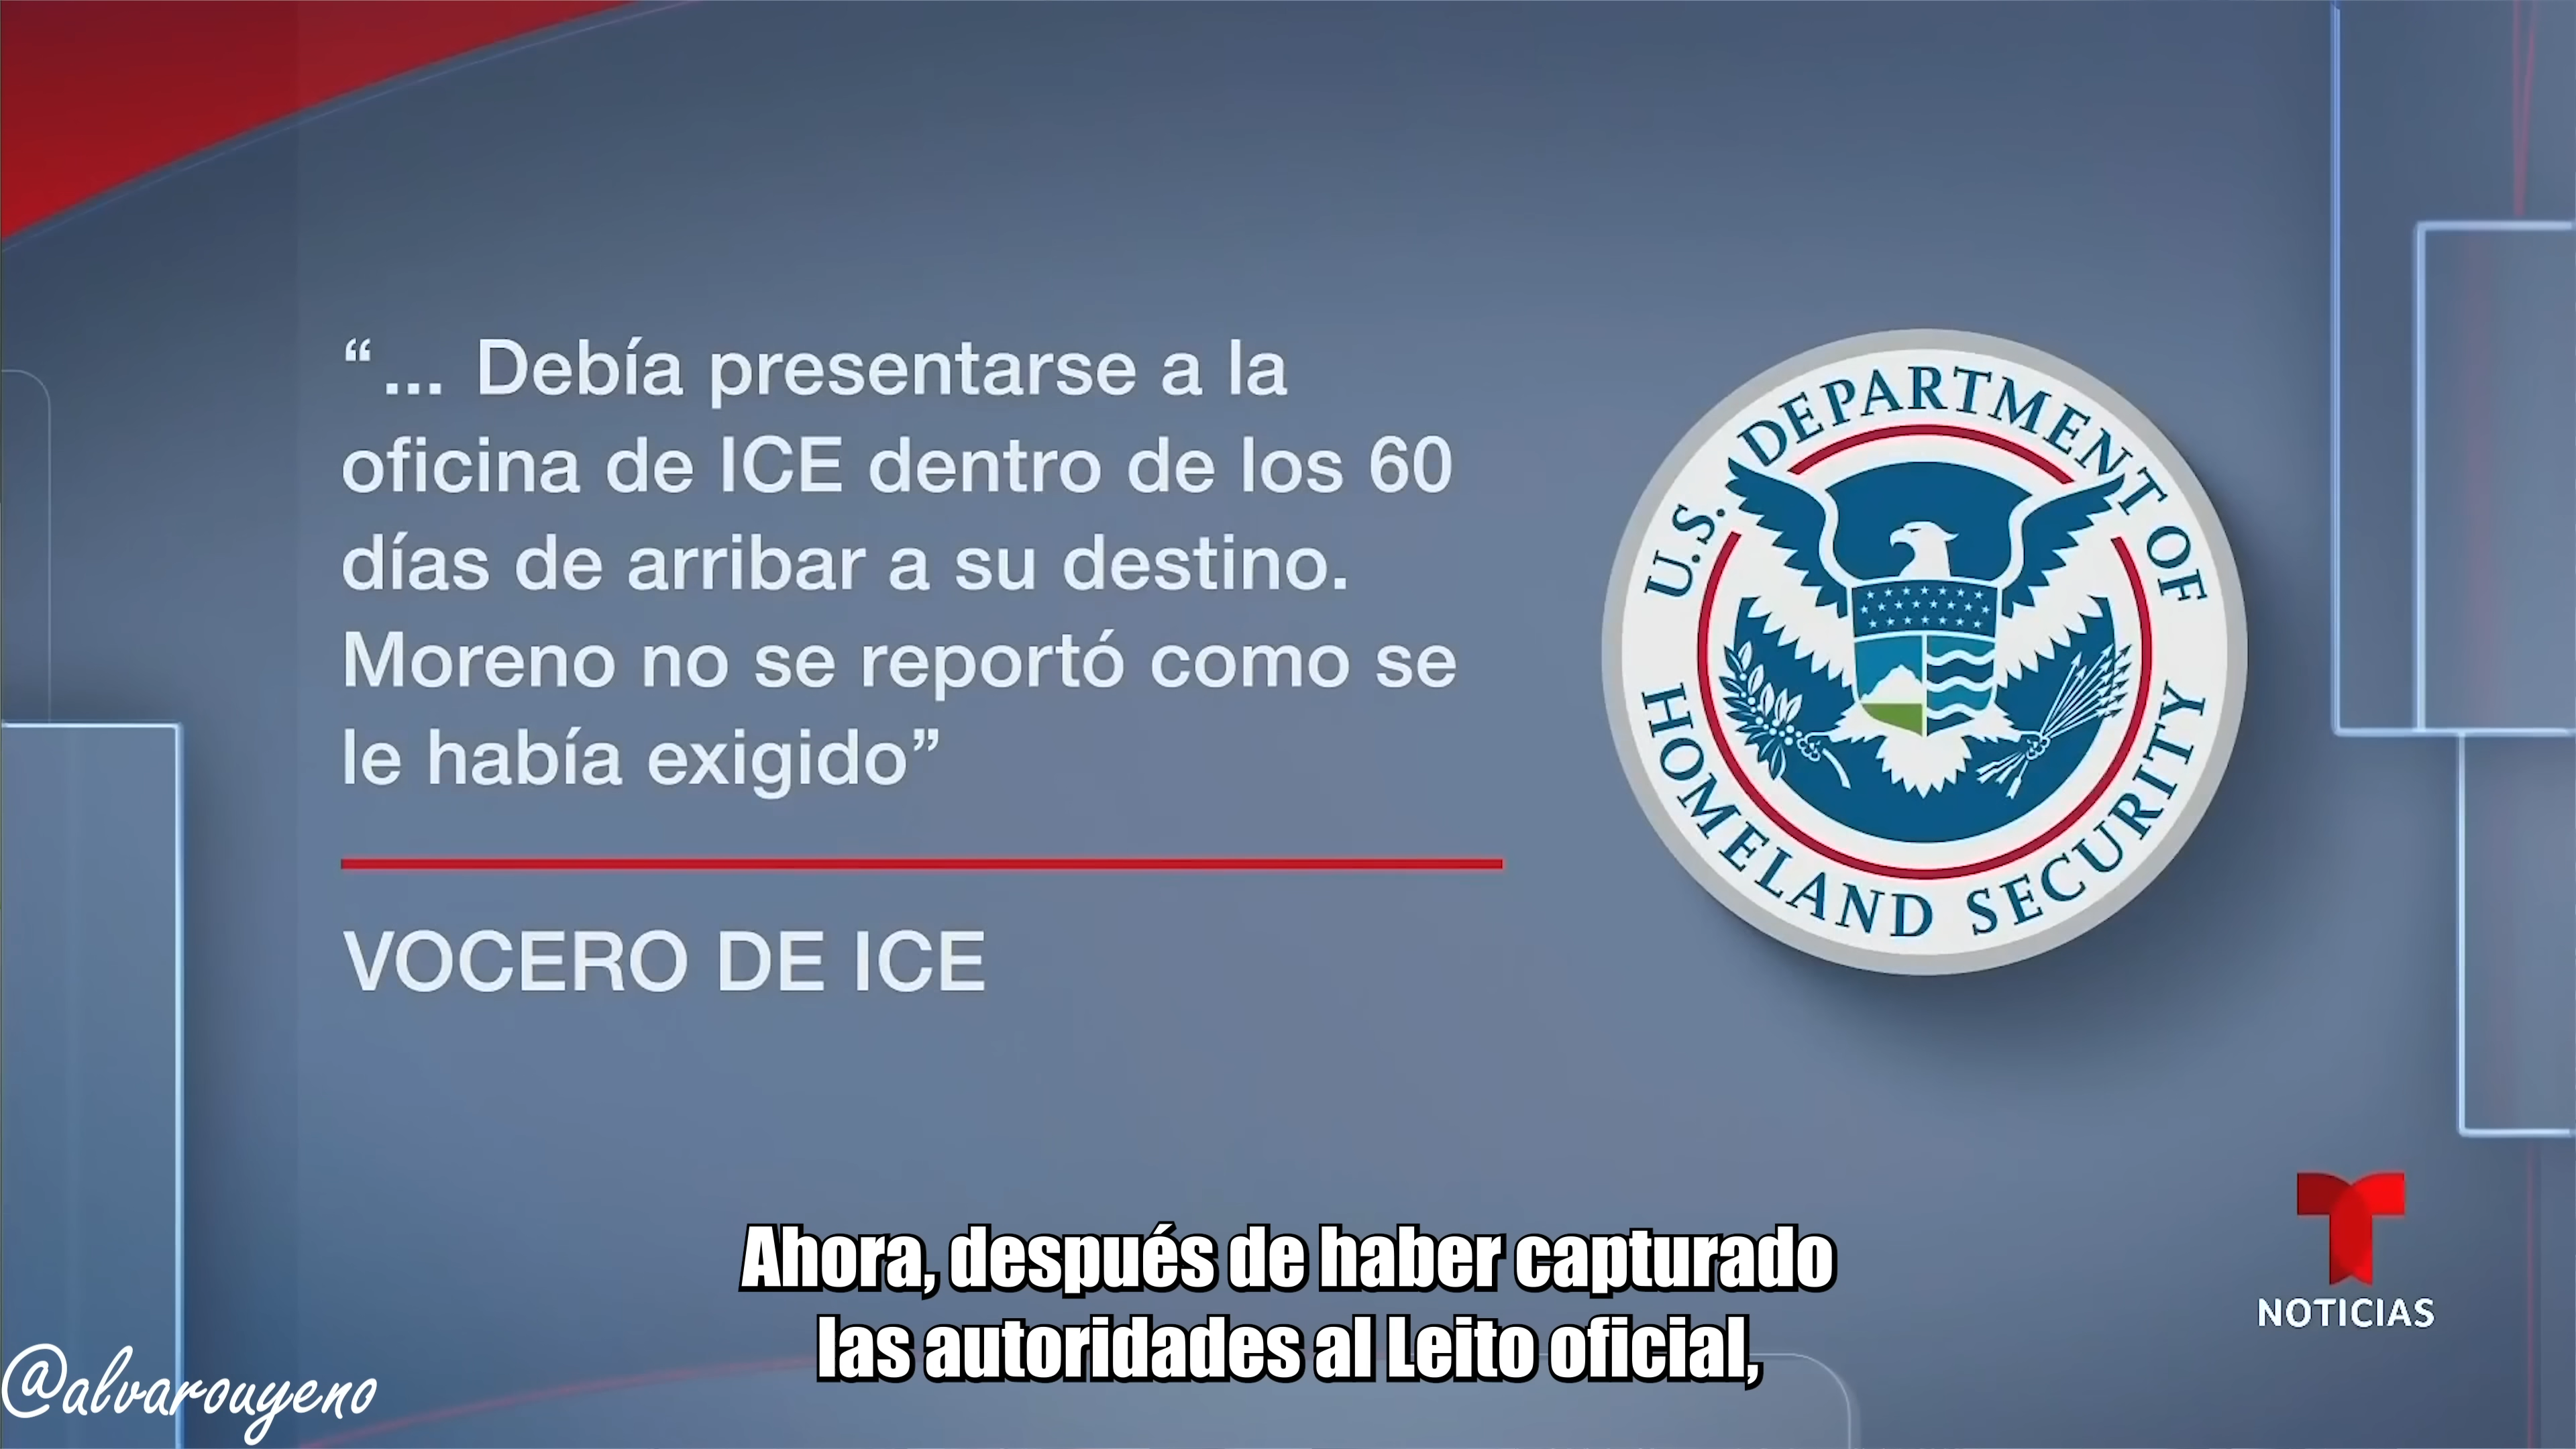 “... Debía presentarse a la
oficina de ICE dentro de los 60
días de arribar a su destino.
Moreno no se reportó como se
le había exigido”
VOCERO DE ICE
U.S. DEPARTMENT OF
HOMELAND SECURITY
NOTICIAS
Ahora, después de haber capturado
las autoridades al Leito oficial,
@alvarouyeno